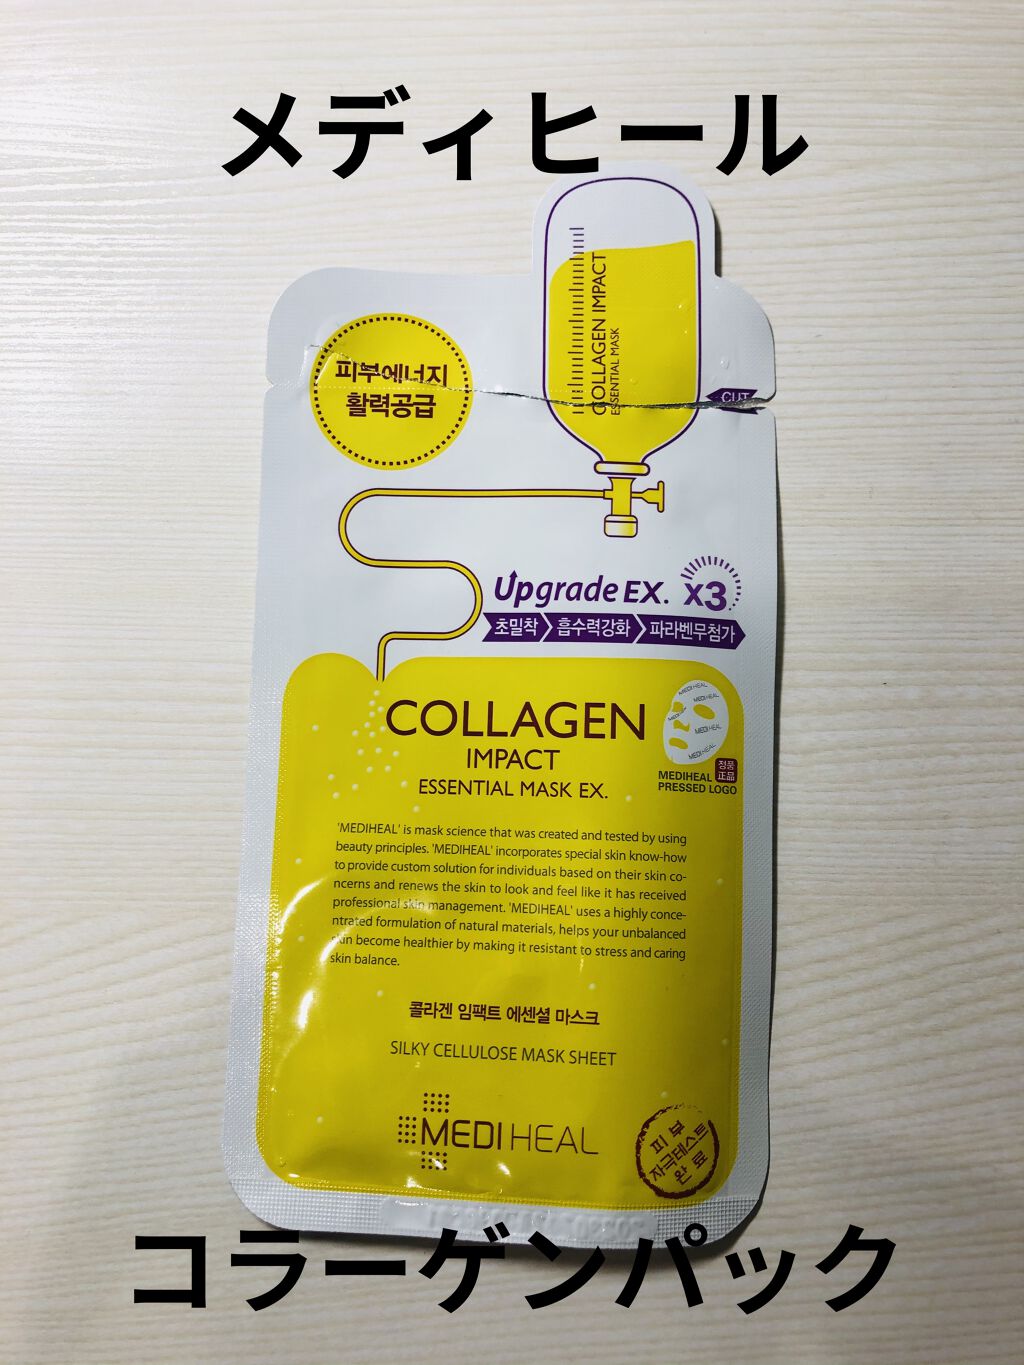 メディヒール
COLLAGEN IMPACT
ESSENTIAL MASK
피부에너지
활력공급
CUT
Upgrade EX. x3
초밀착 흡수력강화 파라벤무첨가
COLLAGEN
IMPACT
ESSENTIAL MASK EX.
MEDIHEAL
MEDIHEAL
MEDIHEAL
MEDIHEAL
정품
正品
MEDIHEAL
PRESSED LOGO
'MEDIHEAL' is mask science that was created and tested by using
beauty principles. 'MEDIHEAL' incorporates special skin know-how
to provide custom solution for individuals based on their skin co-
ncerns and renews the skin to look and feel like it has received
professional skin management. 'MEDIHEAL' uses a highly conce-
ntrated formulation of natural materials, helps your unbalanced
skin become healthier by making it resistant to stress and caring
skin balance.
콜라겐 임팩트 에센셜 마스크
SILKY CELLULOSE MASK SHEET
MEDIHEAL
피부
자극테스트
완료
コラーゲンパック